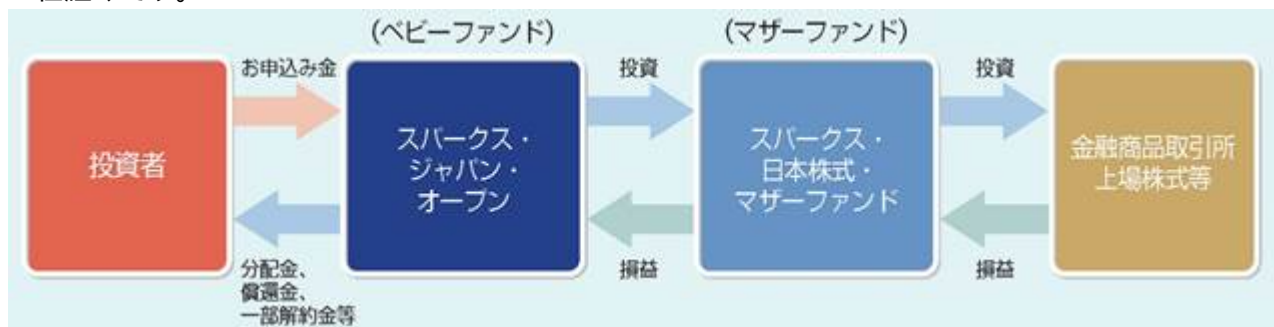 (ベビーファンド)
(マザーファンド)
お申込み金
投資
投資
投資者
スパークス・
ジャパン・
オープン
スパークス・
日本株式・
マザーファンド
金融商品取引所
上場株式等
分配金、
償還金、
一部解約金等
損益
損益